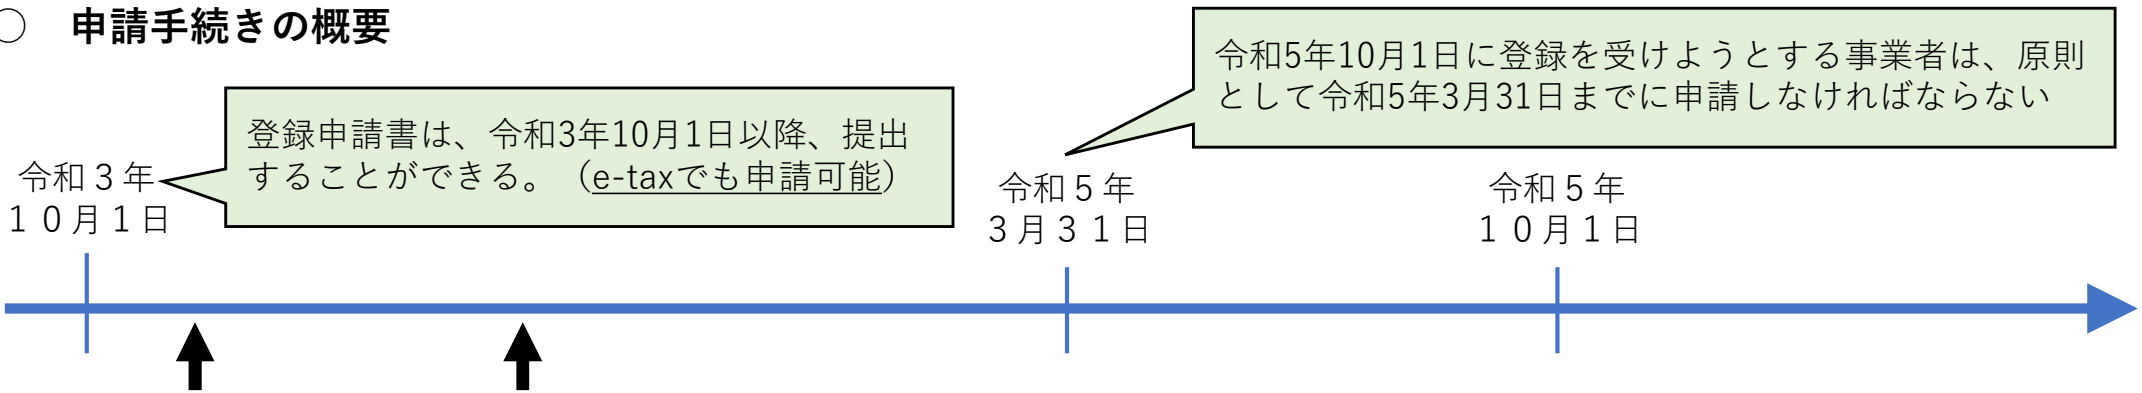 ○ 申請手続きの概要
令和5年10月1日に登録を受けようとする事業者は、原則
として令和5年3月31日までに申請しなければならない
登録申請書は、令和3年10月1日以降、提出
することができる。（e-taxでも申請可能）
令和３年
１０月１日
令和５年
３月３１日
令和５年
１０月１日